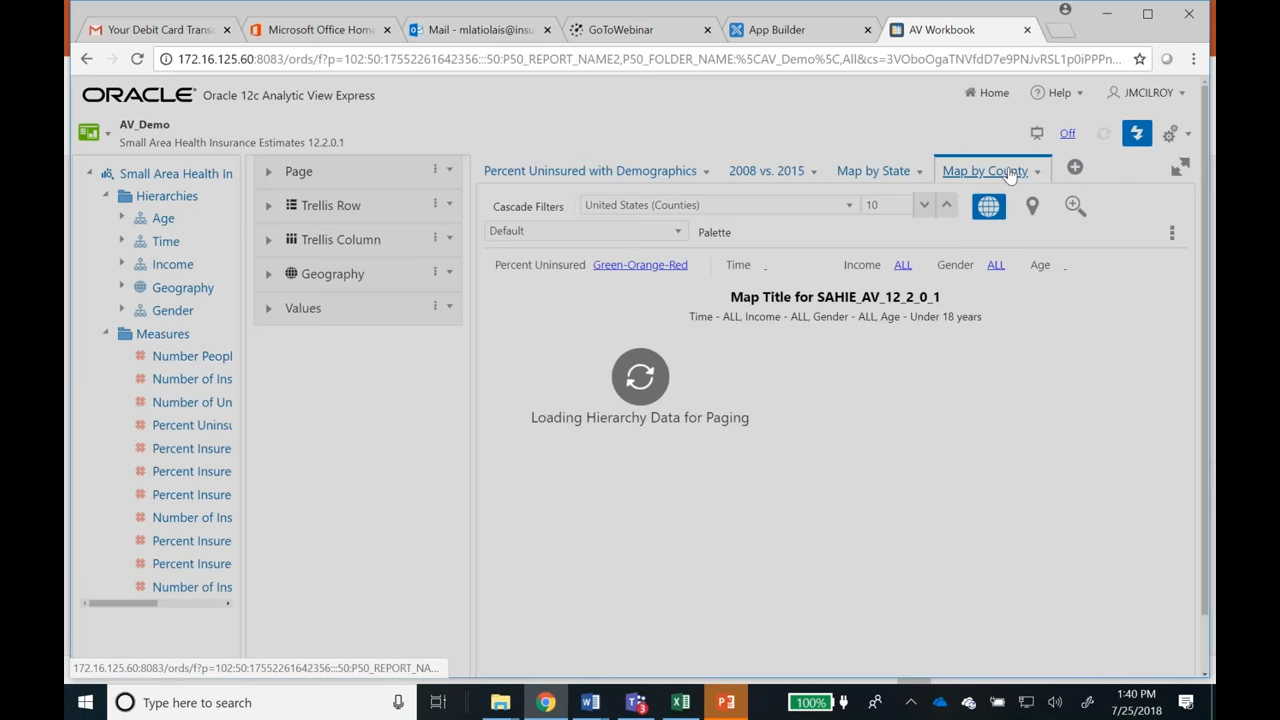 Your Debit Card Trans
Microsoft Office Hom
Mail - mlatiolais@insu
GoToWebinar
App Builder
AV Workbook
172.16.125.60:8083/ords/f?p=102:50:17552261642356:::50:P50_REPORT_NAME2,P50_FOLDER_NAME:%5CAV_Demo%5C,All&cs=3VOboOgaTNVfdD7e9PNJvRSL1p0iPPPn...
ORACLE Oracle 12c Analytic View Express
Home
Help
JMCILROY
AV_Demo
Small Area Health Insurance Estimates 12.2.0.1
Off
Small Area Health In
Hierarchies
Age
Time
Income
Geography
Gender
Measures
Number Peopl
Number of Ins
Number of Un
Percent Uninsu
Percent Insure
Percent Insure
Percent Insure
Number of Ins
Percent Insure
Percent Insure
Number of Ins
Page
Trellis Row
Trellis Column
Geography
Values
Percent Uninsured with Demographics
2008 vs. 2015
Map by State
Map by County
Cascade Filters
United States (Counties)
10
Default
Palette
Percent Uninsured Green-Orange-Red
Time -
Income ALL
Gender ALL
Age -
Map Title for SAHIE_AV_12_2_0_1
Time - ALL, Income - ALL, Gender - ALL, Age - Under 18 years
Loading Hierarchy Data for Paging
172.16.125.60:8083/ords/f?p=102:50:17552261642356:::50:P50_REPORT_NA...
Type here to search
100%
1:40 PM
7/25/2018